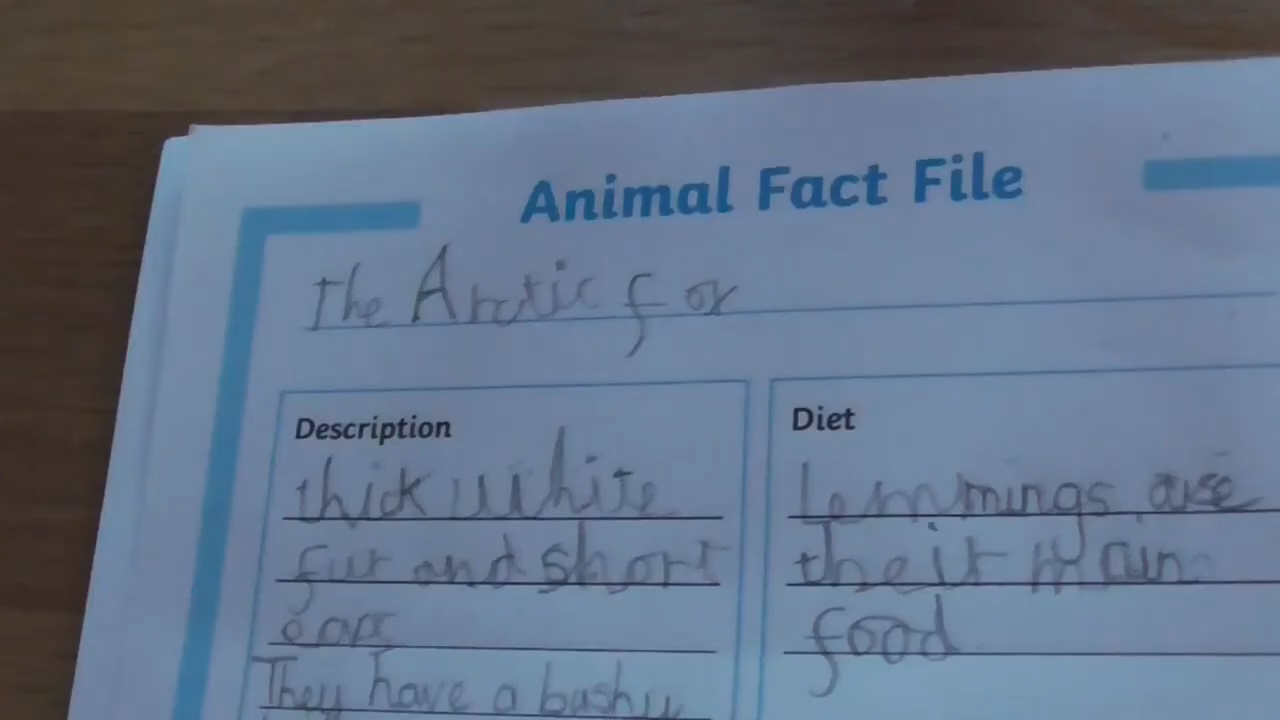 Animal Fact File
The Arctic fox
Description
thick white
fur and short
ears
They have a bushy
Diet
lemmings are
their main
food